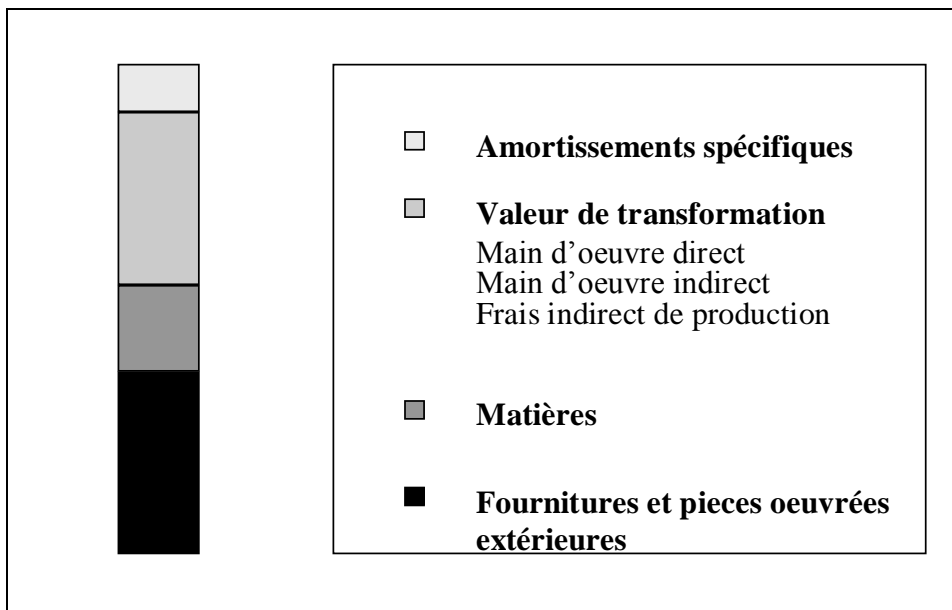 Amortissements spécifiques
Valeur de transformation
Main d'oeuvre direct
Main d'oeuvre indirect
Frais indirect de production
Matières
Fournitures et pieces oeuvrées
extérieures